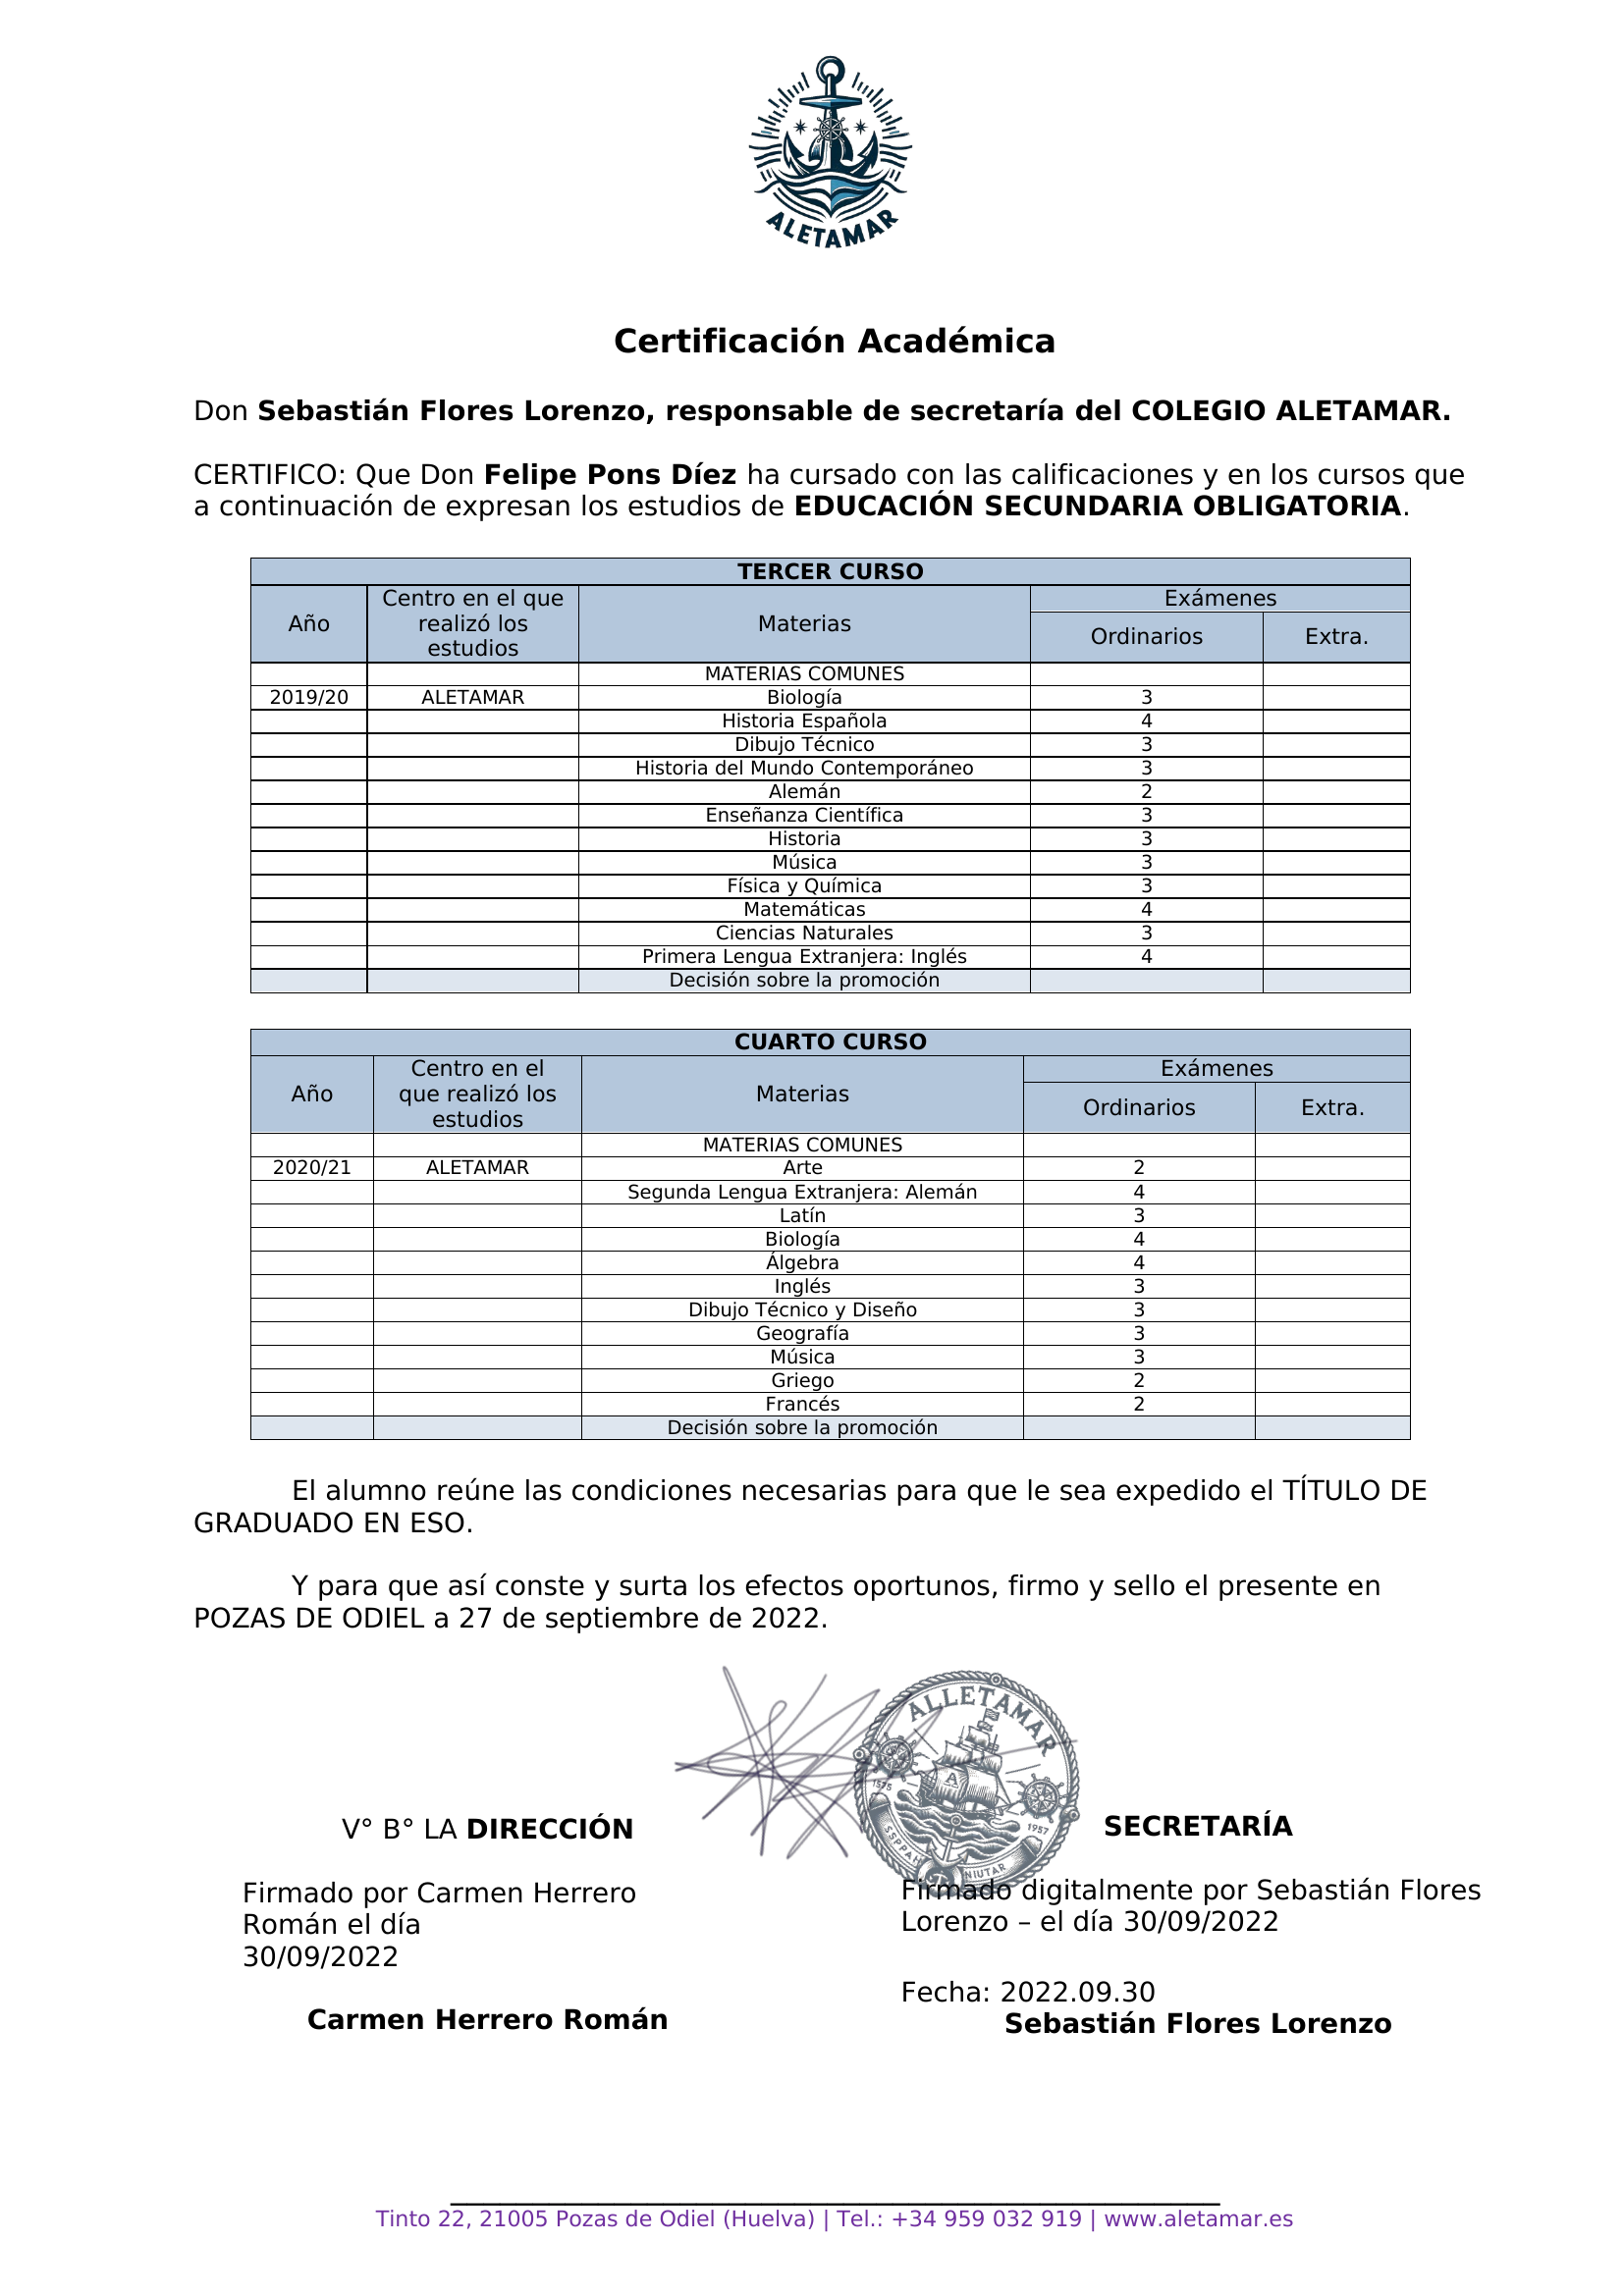 ALETAMAR
Certificación Académica
Don Sebastián Flores Lorenzo, responsable de secretaría del COLEGIO ALETAMAR.
CERTIFICO: Que Don Felipe Pons Díez ha cursado con las calificaciones y en los cursos que
a continuación de expresan los estudios de EDUCACIÓN SECUNDARIA OBLIGATORIA.
TERCER CURSO
Año Centro en el que realizó los estudios Materias Exámenes
Ordinarios Extra.
MATERIAS COMUNES
2019/20 ALETAMAR Biología 3
Historia Española 4
Dibujo Técnico 3
Historia del Mundo Contemporáneo 3
Alemán 2
Enseñanza Científica 3
Historia 3
Música 3
Física y Química 3
Matemáticas 4
Ciencias Naturales 3
Primera Lengua Extranjera: Inglés 4
Decisión sobre la promoción
CUARTO CURSO
Año Centro en el que realizó los estudios Materias Exámenes
Ordinarios Extra.
MATERIAS COMUNES
2020/21 ALETAMAR Arte 2
Segunda Lengua Extranjera: Alemán 4
Latín 3
Biología 4
Álgebra 4
Inglés 3
Dibujo Técnico y Diseño 3
Geografía 3
Música 3
Griego 2
Francés 2
Decisión sobre la promoción
El alumno reúne las condiciones necesarias para que le sea expedido el TÍTULO DE
GRADUADO EN ESO.
Y para que así conste y surta los efectos oportunos, firmo y sello el presente en
POZAS DE ODIEL a 27 de septiembre de 2022.
ALLETAMAR
A
1575
1957
NIUTAR
V° B° LA DIRECCIÓN
SECRETARÍA
Firmado por Carmen Herrero
Román el día
30/09/2022
Carmen Herrero Román
Firmado digitalmente por Sebastián Flores
Lorenzo – el día 30/09/2022
Fecha: 2022.09.30
Sebastián Flores Lorenzo
Tinto 22, 21005 Pozas de Odiel (Huelva) | Tel.: +34 959 032 919 | www.aletamar.es